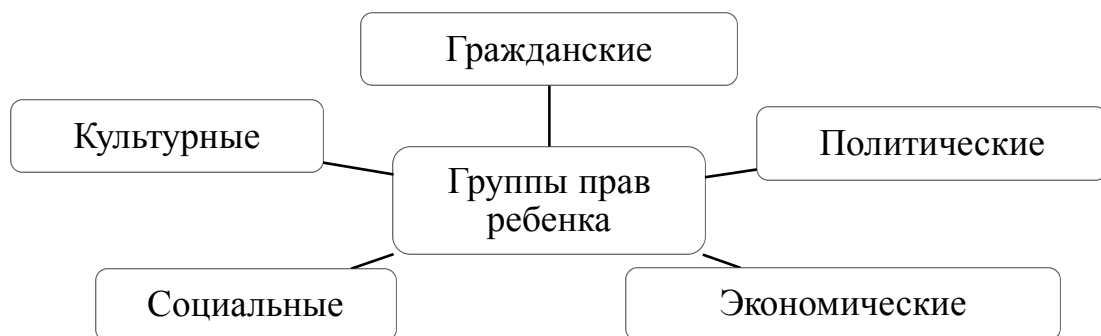 Гражданские
Культурные
Политические
Группы прав
ребенка
Социальные
Экономические